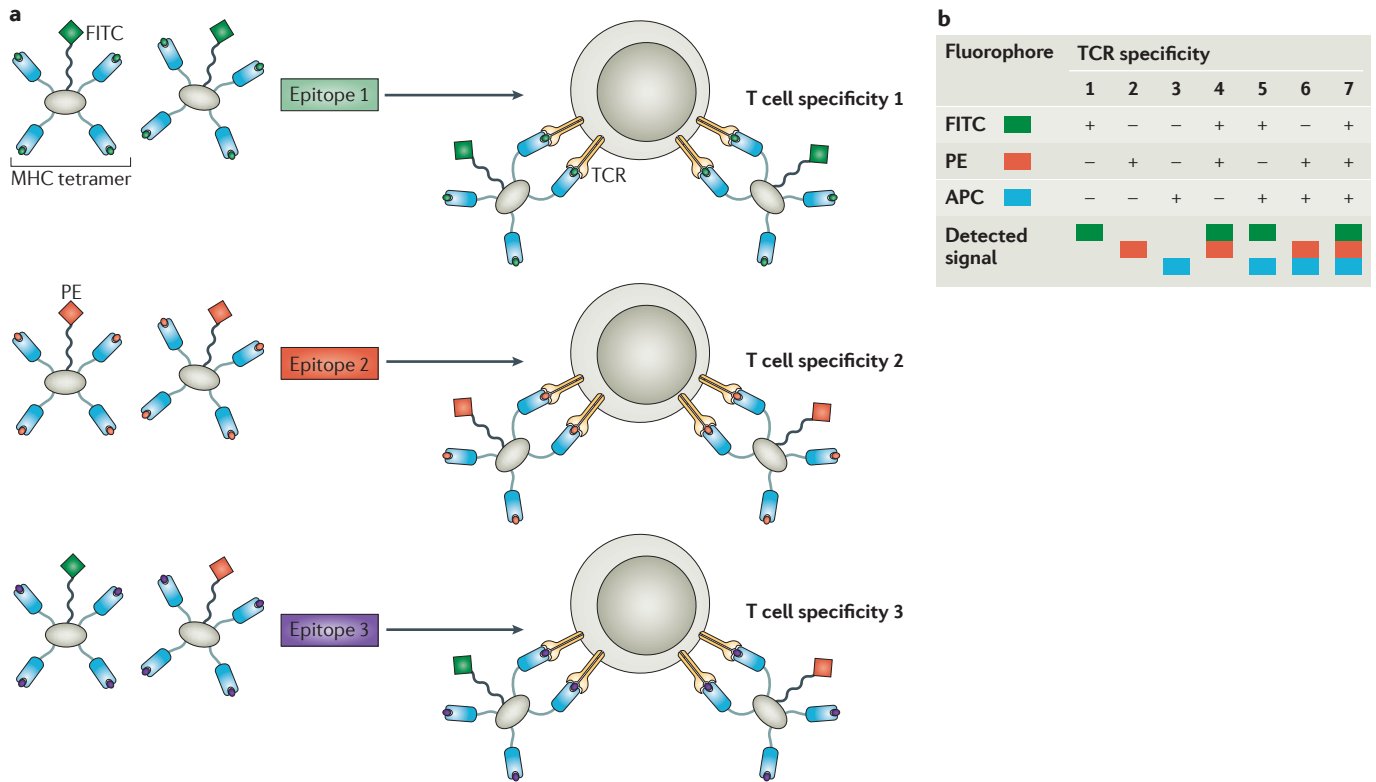 a
FITC
MHC tetramer
Epitope 1
TCR
T cell specificity 1
PE
Epitope 2
T cell specificity 2
Epitope 3
T cell specificity 3
b
Fluorophore TCR specificity
1 2 3 4 5 6 7
FITC + – – + + – +
PE – + – + – + +
APC – – + – + + +
Detected
signal